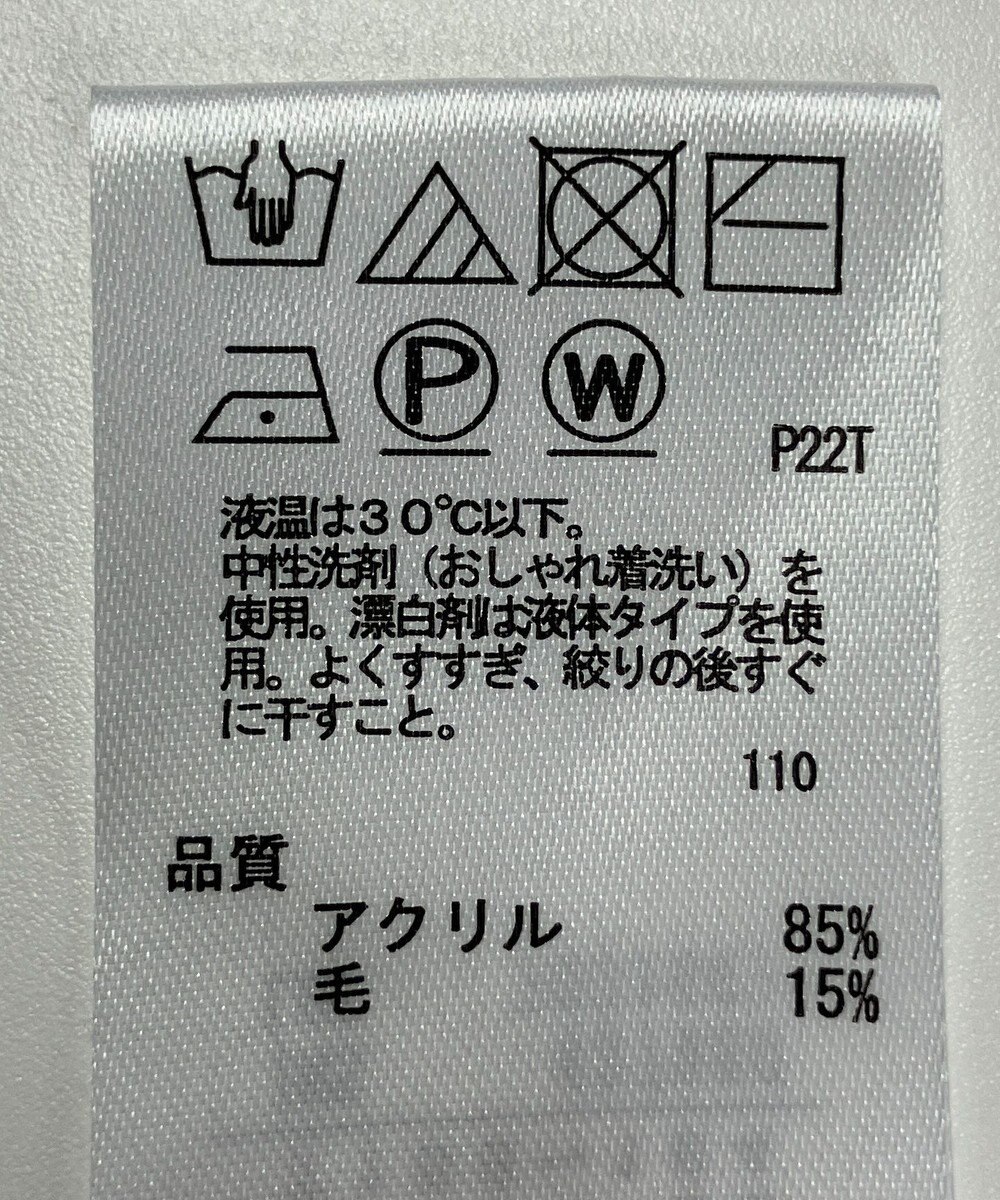 P
W
P22T
液温は30℃以下。
中性洗剤(おしゃれ着洗い)を
使用。漂白剤は液体タイプを使
用。よくすすぎ、絞りの後すぐ
に干すこと。
110
品質
アクリル 85%
毛 15%